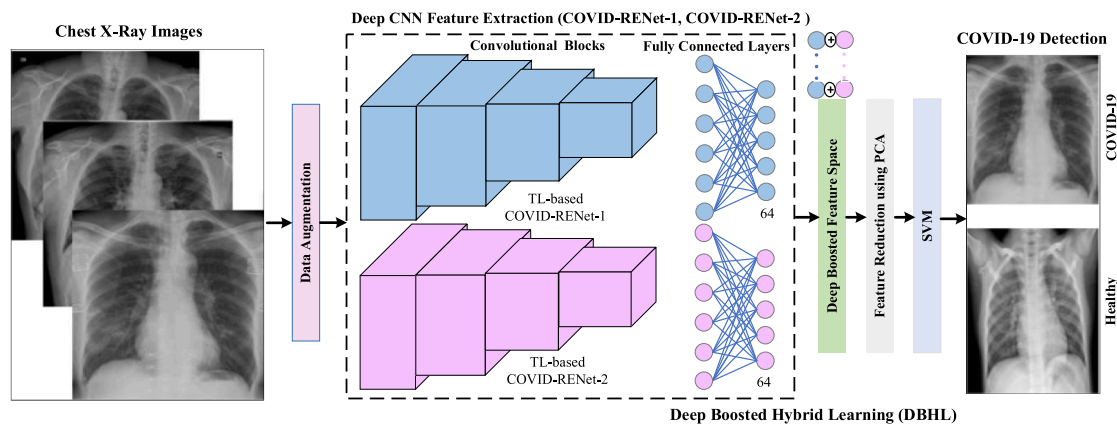 Deep CNN Feature Extraction (COVID-RENet-1, COVID-RENet-2 )
Chest X-Ray Images
Convolutional Blocks
Fully Connected Layers
COVID-19 Detection
Data Augmentation
TL-based
COVID-RENet-1
64
TL-based
COVID-RENet-2
64
+
+
Deep Boosted Feature Space
Feature Reduction using PCA
SVM
COVID-19
Healthy
Deep Boosted Hybrid Learning (DBHL)